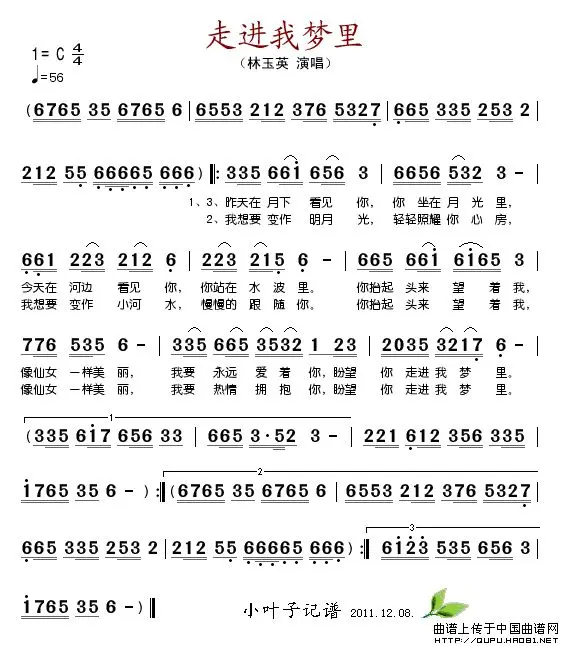 走进我梦里
1= C 4/4
（林玉英 演唱）
♩=56
(6765 35 6765 6 | 6553 212 376 5327 | 665 335 253 2 |
212 55 66665 666 ) |: 335 661 656 3 | 6656 532 3 - |
1、3、昨天在 月下 看见 你， 你 坐在 月 光 里，
2、我想要 变作 明月 光， 轻轻照耀 你 心 房，
661 223 212 6 | 223 215 6 - | 665 661 6165 3 |
今天在 河边 看见 你， 你站在 水 波 里。 你抬起 头来 望 着 我，
我想要 变作 小河 水， 慢慢的 跟 随 你。 你抬起 头来 望 着 我，
776 535 6 - | 335 665 3532 1 23 | 2035 3217 6 - |
像仙女 一样美 丽， 我要 永远 爱 着 你，盼望 你 走进 我 梦 里。
像仙女 一样美 丽， 我要 热情 拥 抱 你，盼望 你 走进 我 梦 里。
1
(335 617 656 33 | 665 3·52 3 - | 221 612 356 335 |
2
1765 35 6 - ) :| (6765 35 6765 6 | 6553 212 376 5327 |
3
665 335 253 2 | 212 55 66665 666 ) :| 6123 535 656 3 |
1765 35 6 - ) ||
小叶子记谱 2011.12.08.
曲谱上传于中国曲谱网
http://QUPU.HAO81.NET